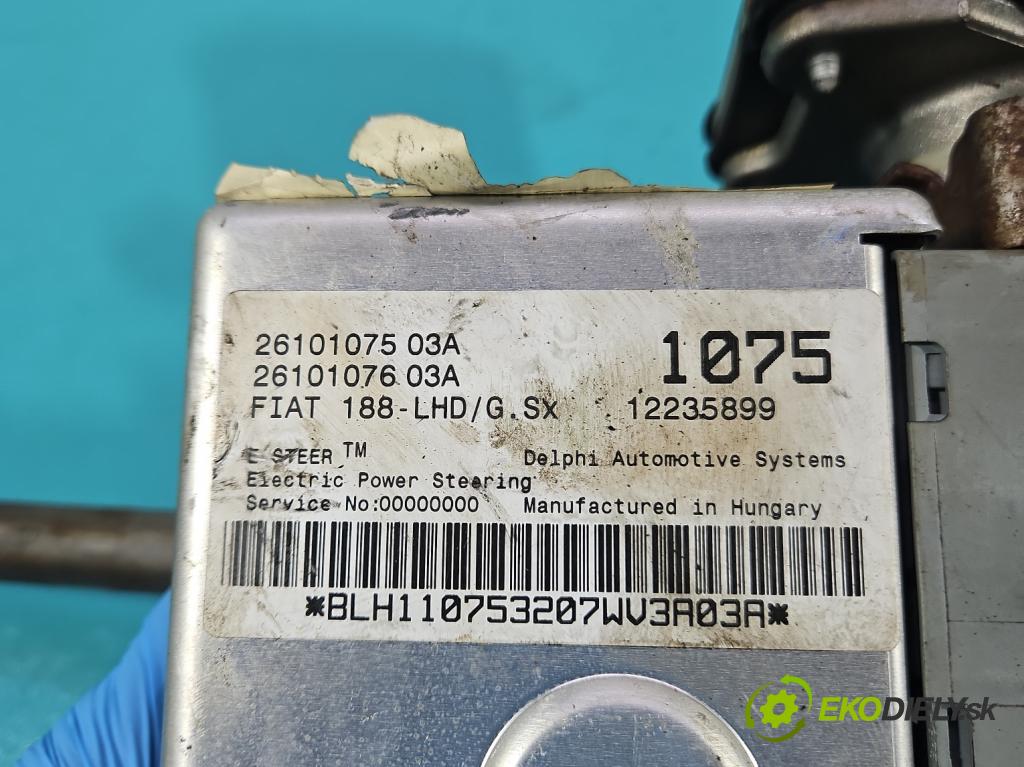 26101075 03A
26101076 03A
1075
FIAT 188-LHD/G.Sx 12235899
E STEER TM Delphi Automotive Systems
Electric Power Steering
Service No:00000000 Manufactured in Hungary
*BLH110753207WV3A03A*
EKODIELY.sk